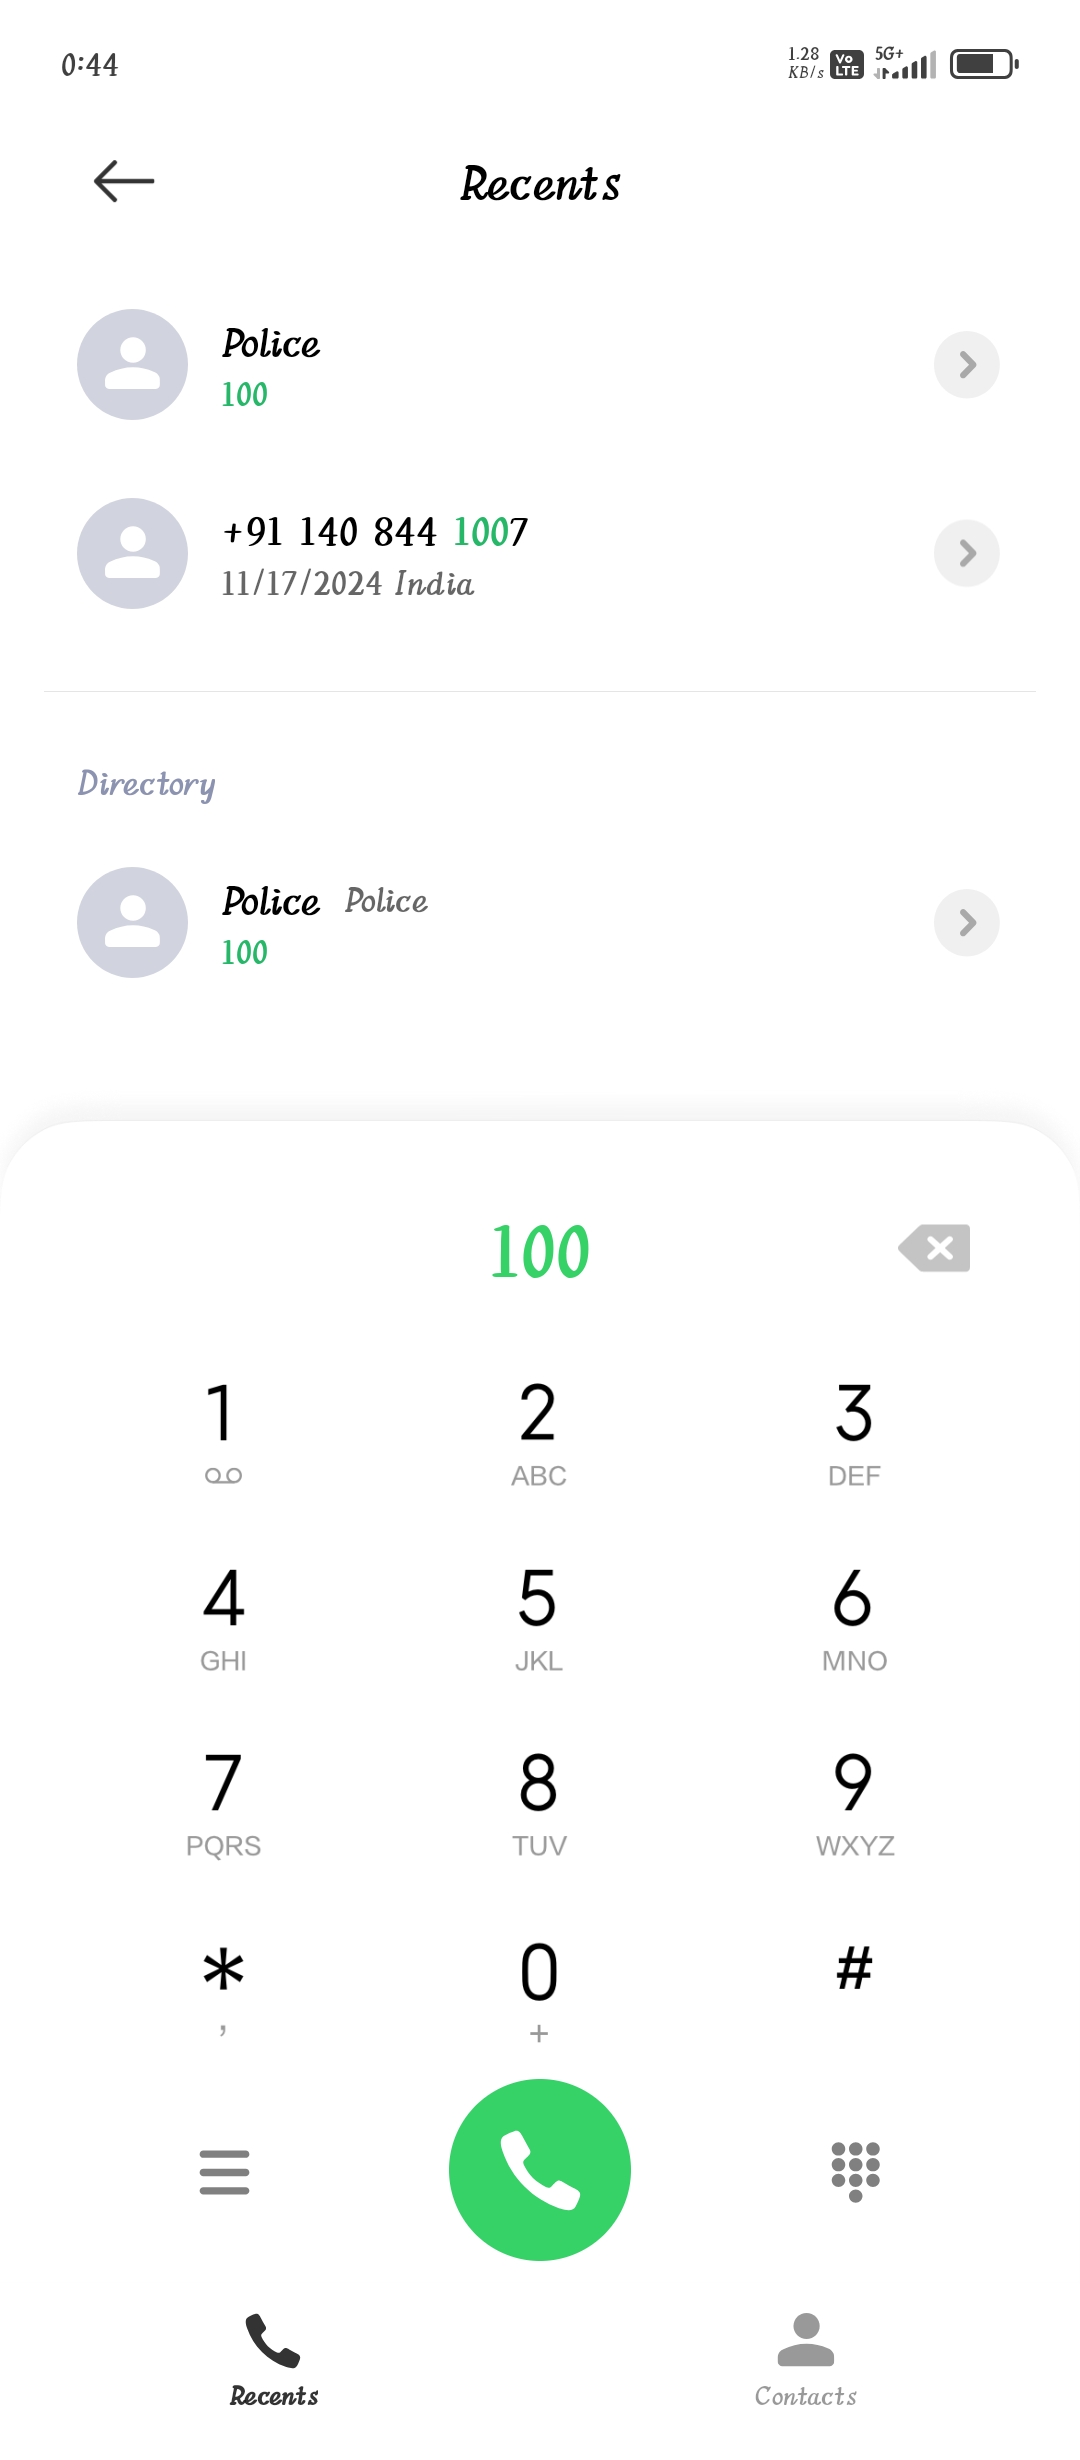 0:44
1.28 KB/s Vo LTE 5G+
Recents
Police
100
+91 140 844 1007
11/17/2024 India
Directory
Police Police
100
100
1 2 3
ABC DEF
4 5 6
GHI JKL MNO
7 8 9
PQRS TUV WXYZ
* 0 #
, +
Recents Contacts